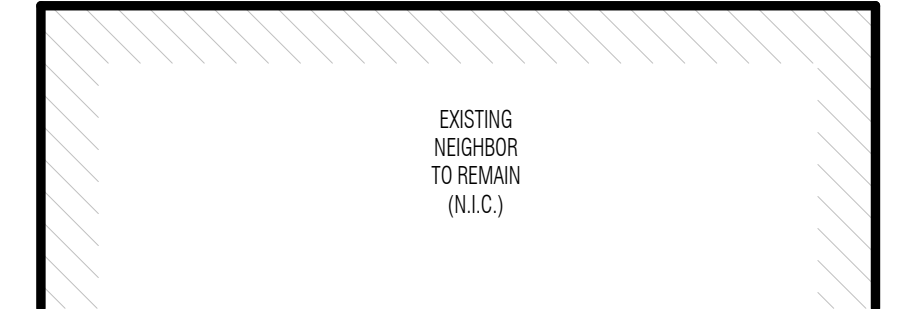 EXISTING
NEIGHBOR
TO REMAIN
(N.I.C.)